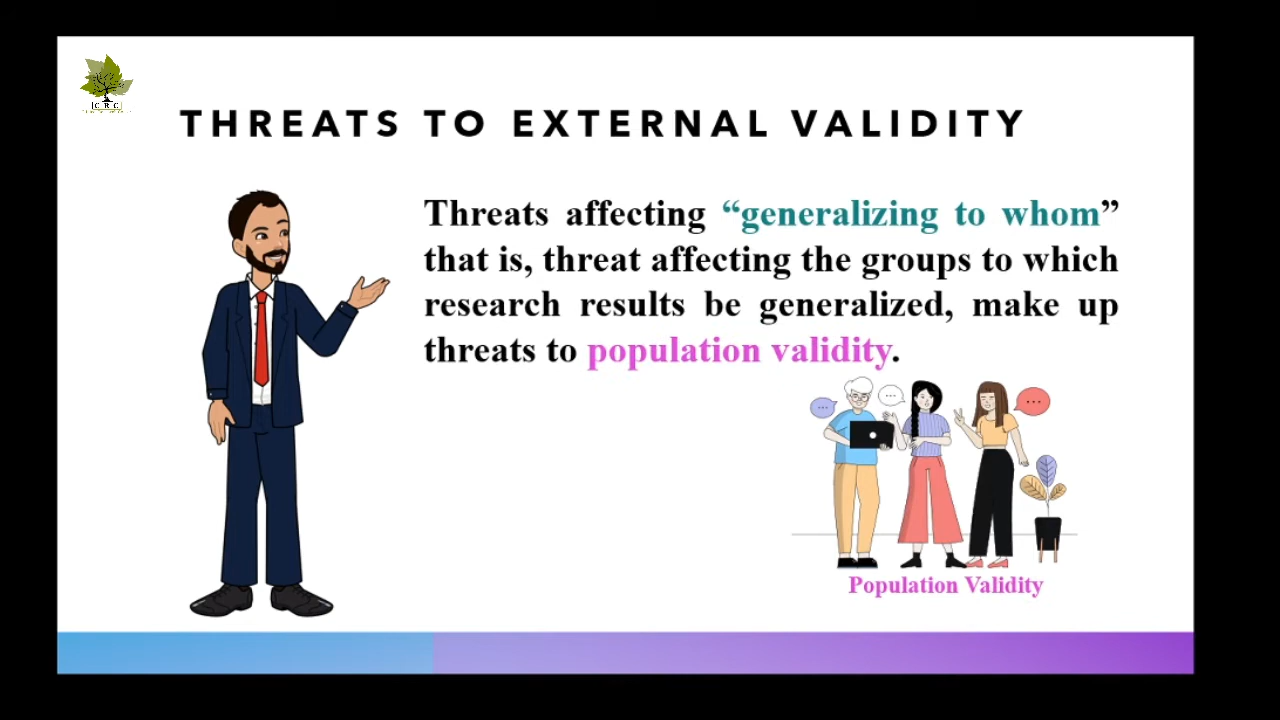 C R C
THREATS TO EXTERNAL VALIDITY
Threats affecting “generalizing to whom”
that is, threat affecting the groups to which
research results be generalized, make up
threats to population validity.
Population Validity